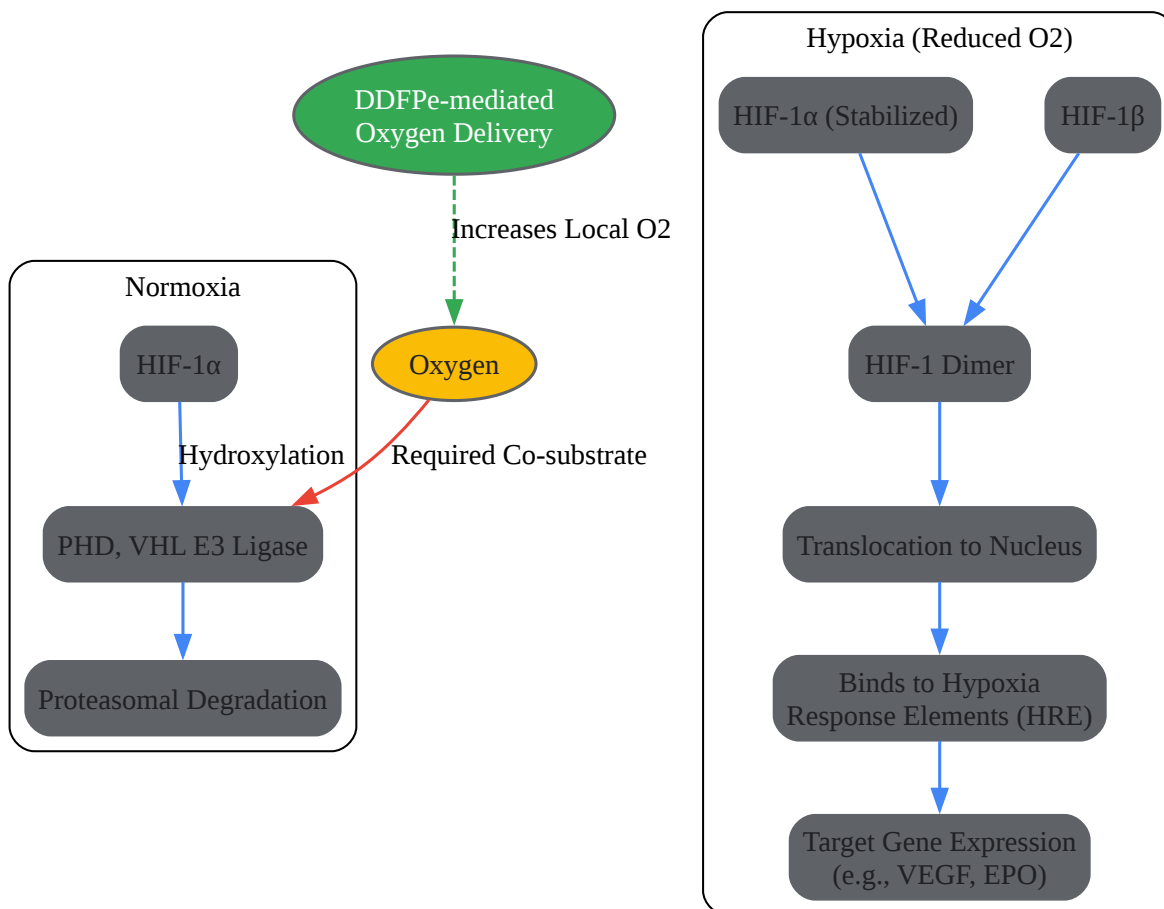 Hypoxia (Reduced O2)
DDFPe-mediated
Oxygen Delivery
HIF-1α (Stabilized)
HIF-1β
Increases Local O2
Normoxia
HIF-1α
Oxygen
HIF-1 Dimer
Hydroxylation
Required Co-substrate
PHD, VHL E3 Ligase
Translocation to Nucleus
Proteasomal Degradation
Binds to Hypoxia
Response Elements (HRE)
Target Gene Expression
(e.g., VEGF, EPO)